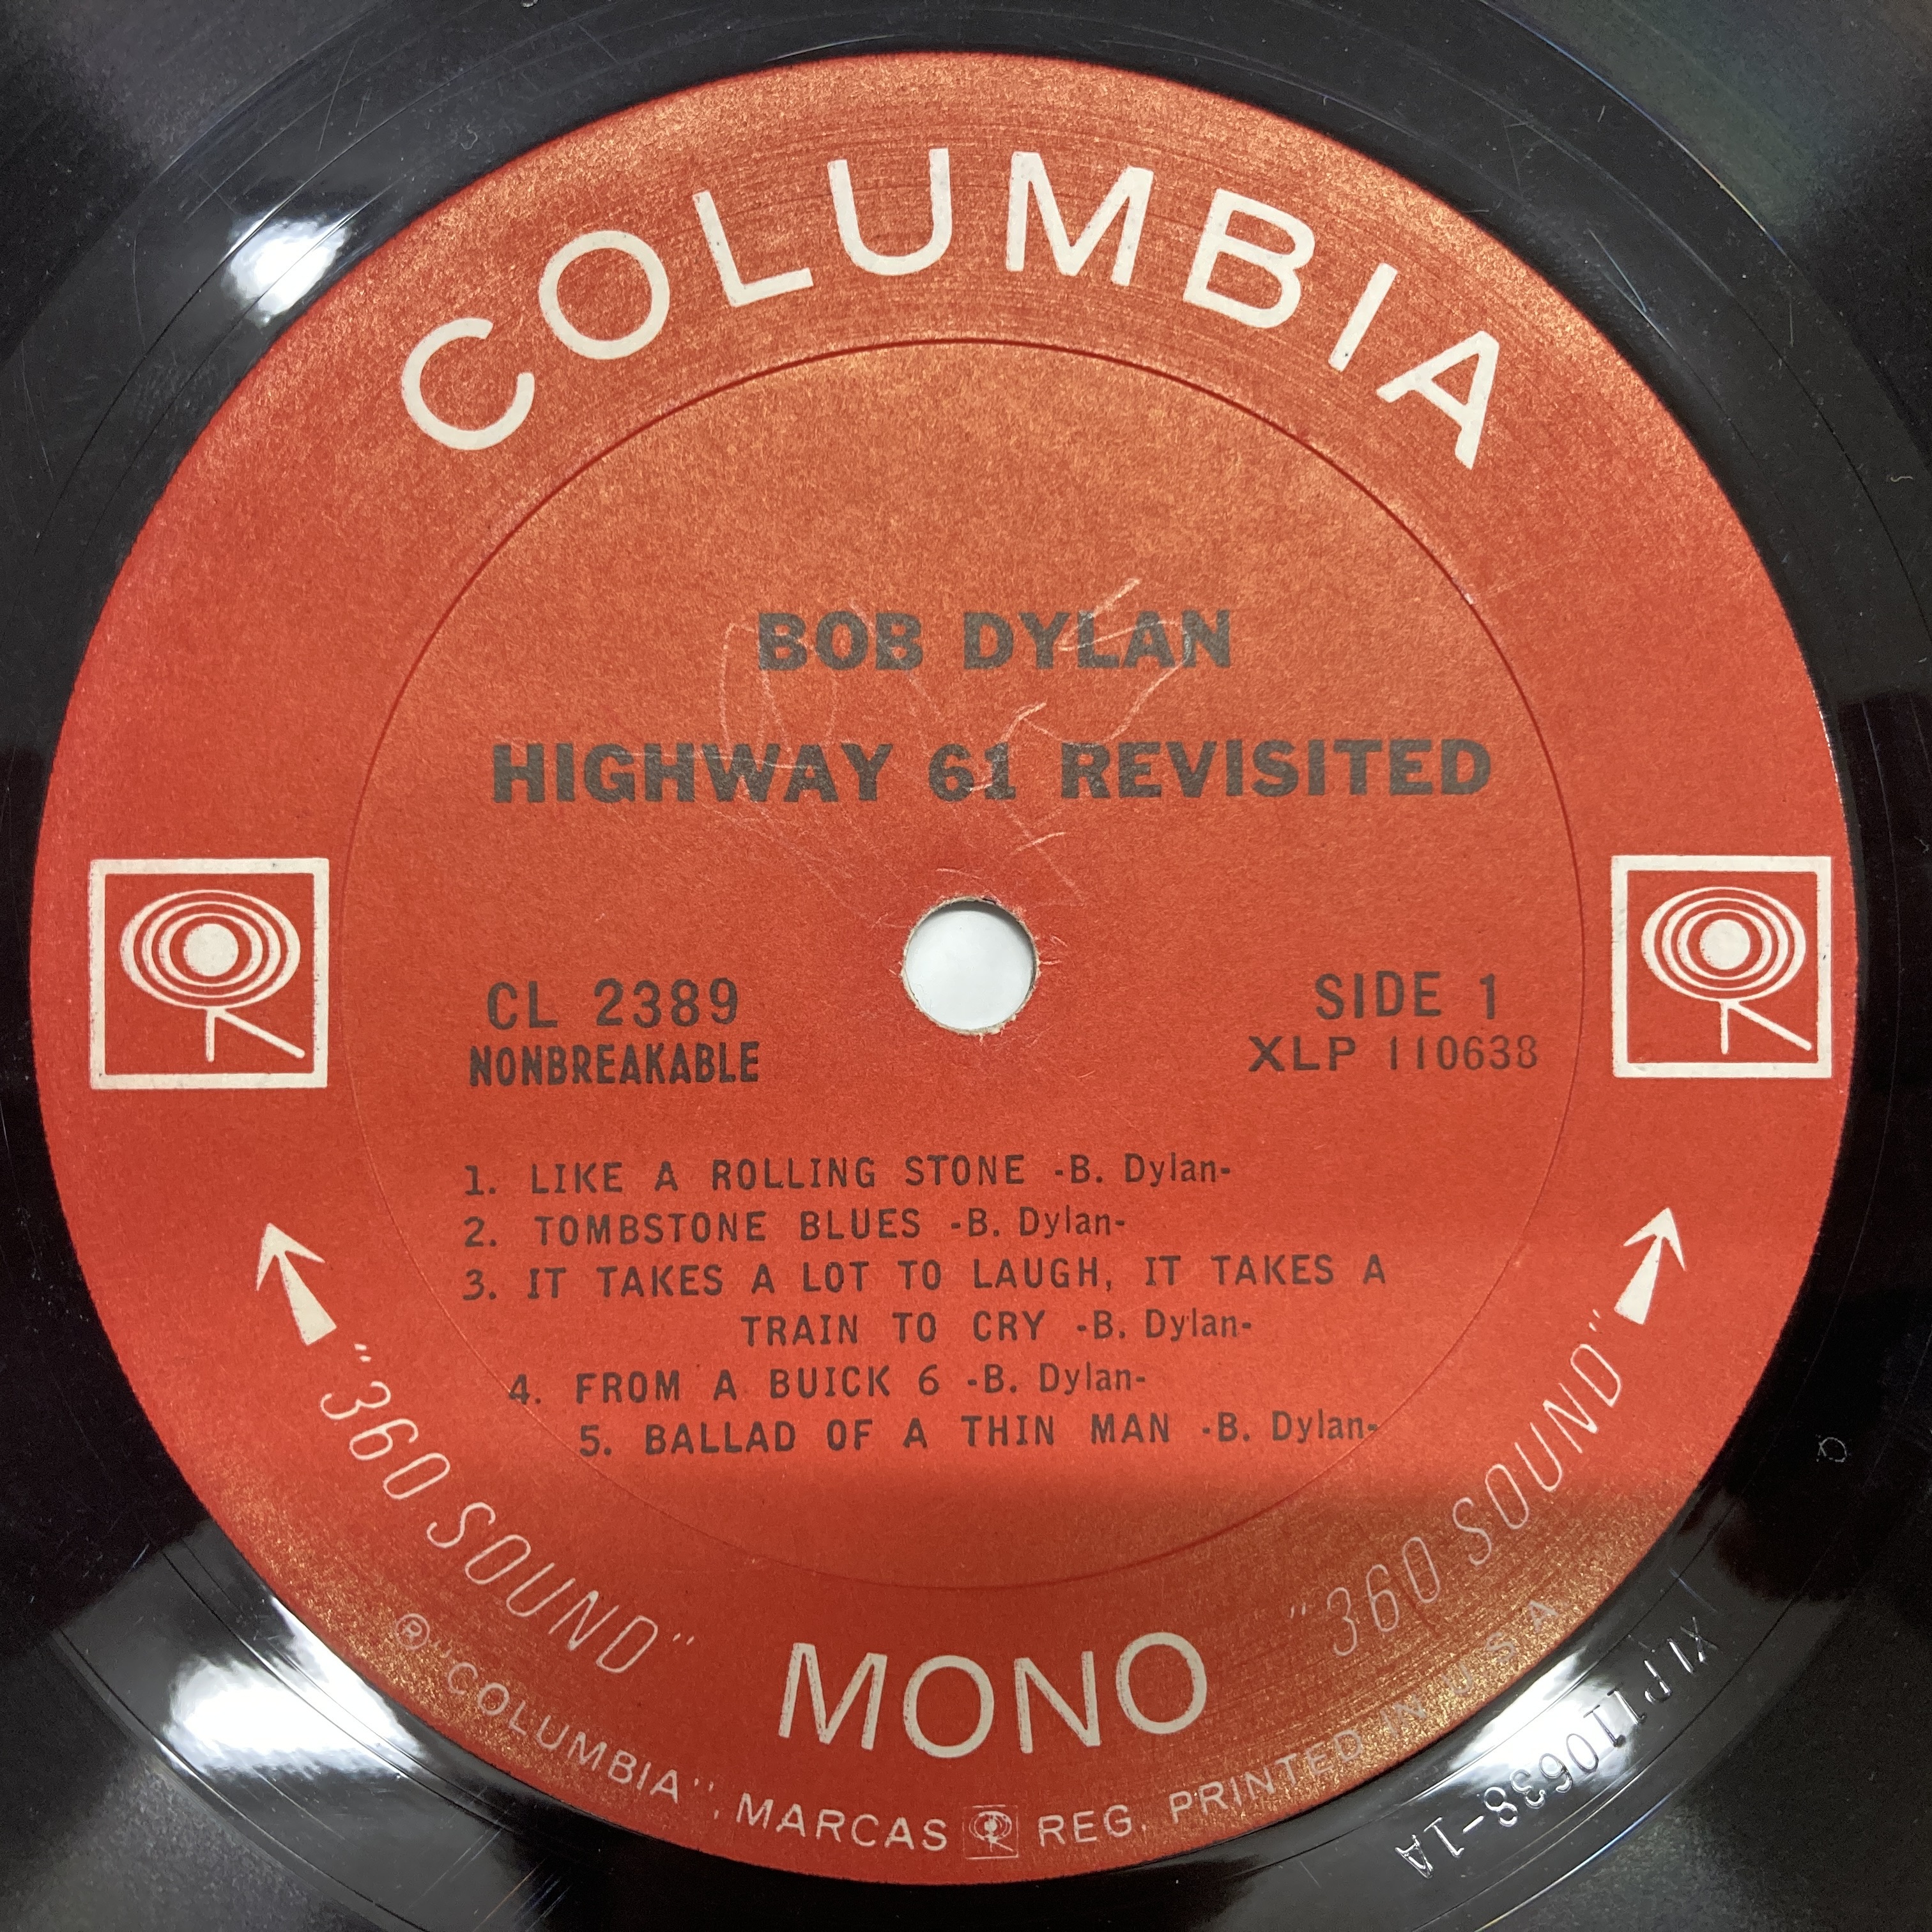 COLUMBIA
BOB DYLAN
HIGHWAY 61 REVISITED
CL 2389
NONBREAKABLE
SIDE 1
XLP 110638
1. LIKE A ROLLING STONE -B. Dylan-
2. TOMBSTONE BLUES -B. Dylan-
3. IT TAKES A LOT TO LAUGH, IT TAKES A
TRAIN TO CRY -B. Dylan-
4. FROM A BUICK 6 -B. Dylan-
5. BALLAD OF A THIN MAN -B. Dylan-
"360 SOUND"
MONO
"360 SOUND"
® "COLUMBIA", MARCAS REG. PRINTED IN U.S.A.
XLP110638-1A